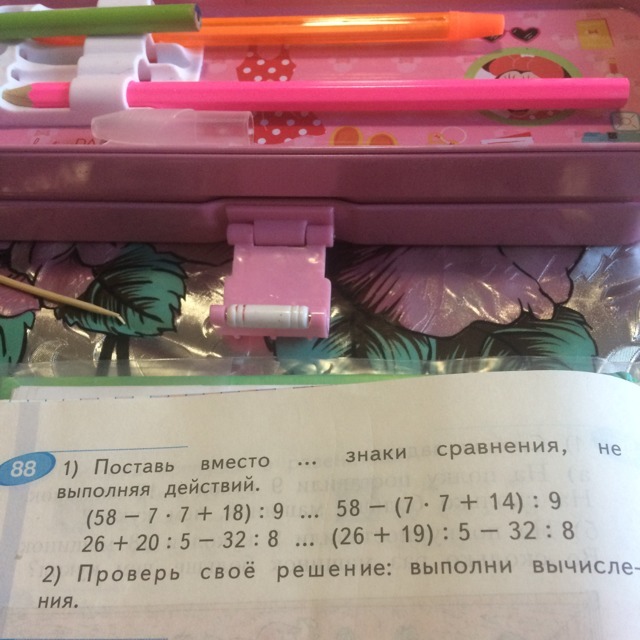 88 1) Поставь вместо ... знаки сравнения, не
выполняя действий.
(58 − 7 · 7 + 18) : 9 ... 58 − (7 · 7 + 14) : 9
26 + 20 : 5 − 32 : 8 ... (26 + 19) : 5 − 32 : 8
2) Проверь своё решение: выполни вычисле-
ния.